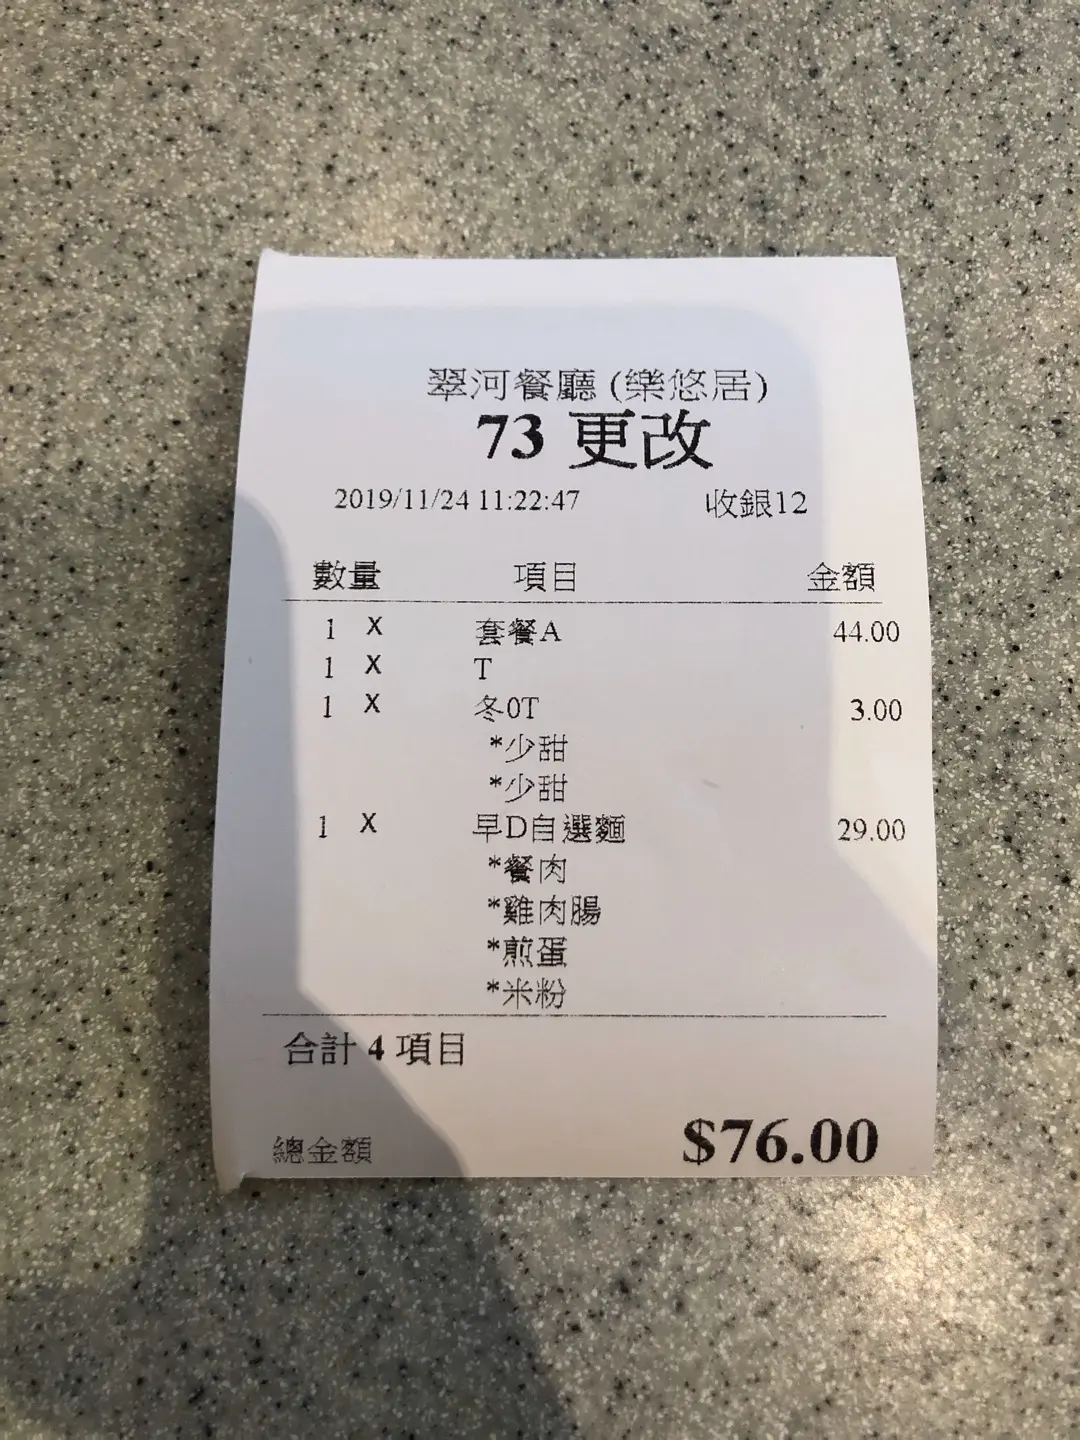 翠河餐廳 (樂悠居)
73 更改
2019/11/24 11:22:47 收銀12
數量 項目 金額
1 X 套餐A 44.00
1 X T
1 X 冬0T 3.00
*少甜
*少甜
1 X 早D自選麵 29.00
*餐肉
*雞肉腸
*煎蛋
*米粉
合計 4 項目
總金額 $76.00